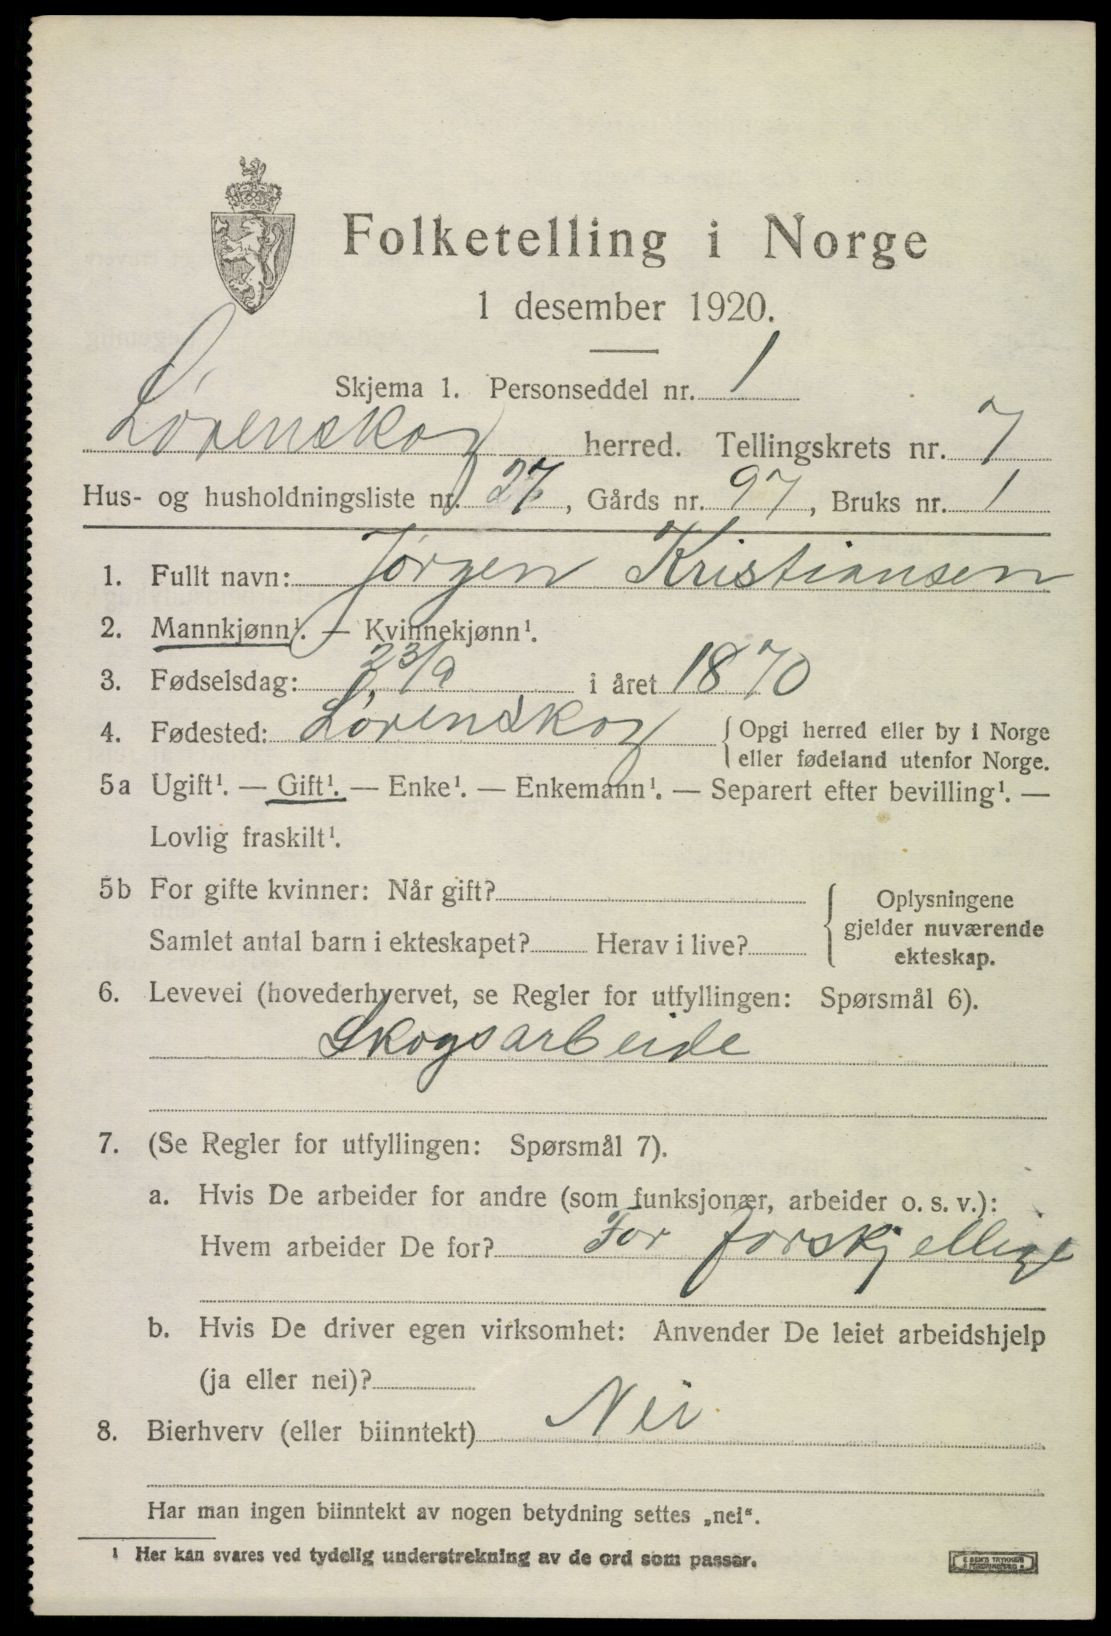 Folketelling i Norge
1 desember 1920.
Skjema 1. Personseddel nr. 1
Lørenskog herred. Tellingskrets nr. 7
Hus- og husholdningsliste nr. 27, Gårds nr. 97, Bruks nr. 1
1. Fullt navn: Jørgen Kristiansen
2. Mannkjønn¹. — Kvinnekjønn¹.
3. Fødselsdag: 23/9 i året 1870
4. Fødested: Lørenskog {Opgi herred eller by i Norge
eller fødeland utenfor Norge.
5a Ugift¹. — Gift¹. — Enke¹. — Enkemann¹. — Separert efter bevilling¹. —
Lovlig fraskilt¹.
5b For gifte kvinner: Når gift?
Samlet antal barn i ekteskapet? Herav i live?
Oplysningene
gjelder nuværende
ekteskap.
6. Levevei (hovederhvervet, se Regler for utfyllingen: Spørsmål 6).
Skogsarbeide
7. (Se Regler for utfyllingen: Spørsmål 7).
a. Hvis De arbeider for andre (som funksjonær, arbeider o. s. v.):
Hvem arbeider De for? For forskjellige
b. Hvis De driver egen virksomhet: Anvender De leiet arbeidshjelp
(ja eller nei)?
8. Bierhverv (eller biinntekt) Nei
Har man ingen biinntekt av nogen betydning settes „nei“.
¹ Her kan svares ved tydelig understrekning av de ord som passer.